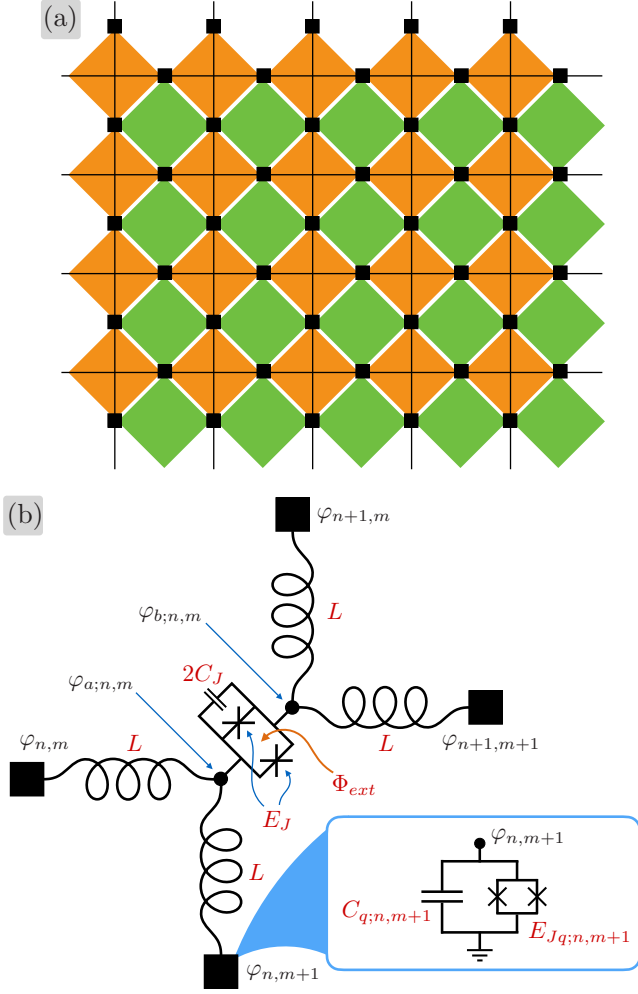 (a)
(b)
φn+1,m
L
φb;n,m
2CJ
φa;n,m
φn,m
L
L
φn+1,m+1
Φext
EJ
L
φn,m+1
φn,m+1
Cq;n,m+1
EJq;n,m+1